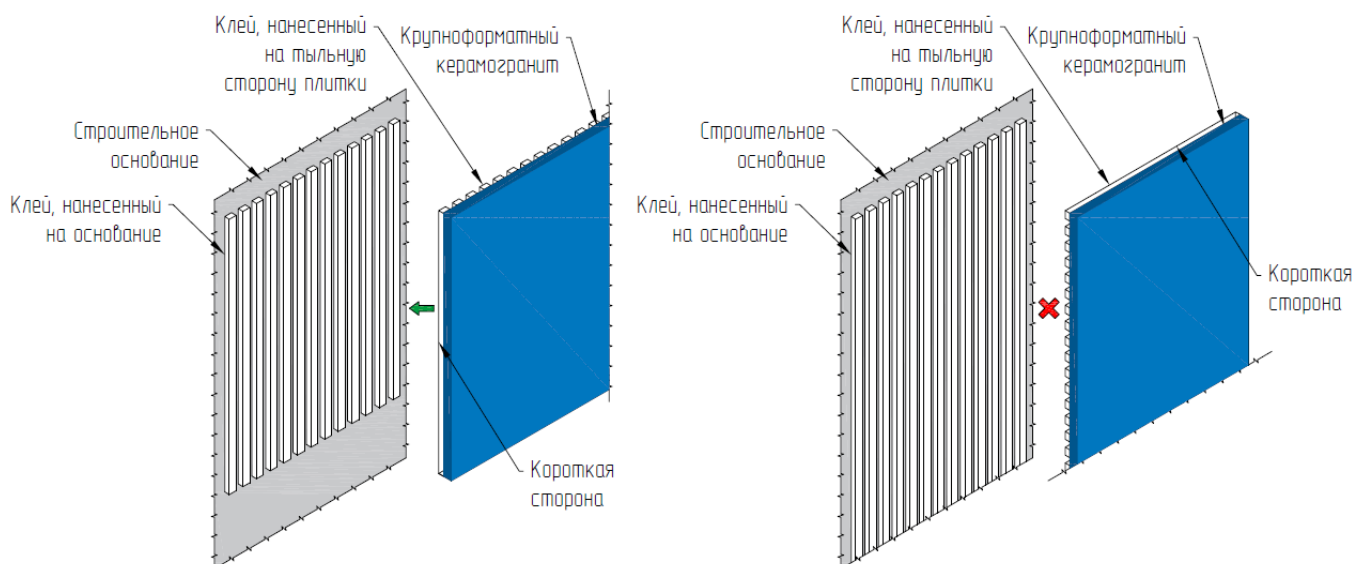 Клей, нанесенный
на тыльную
сторону плитки
Крупноформатный
керамогранит
Строительное
основание
Клей, нанесенный
на основание
Короткая
сторона
Клей, нанесенный
на тыльную
сторону плитки
Крупноформатный
керамогранит
Строительное
основание
Клей, нанесенный
на основание
Короткая
сторона